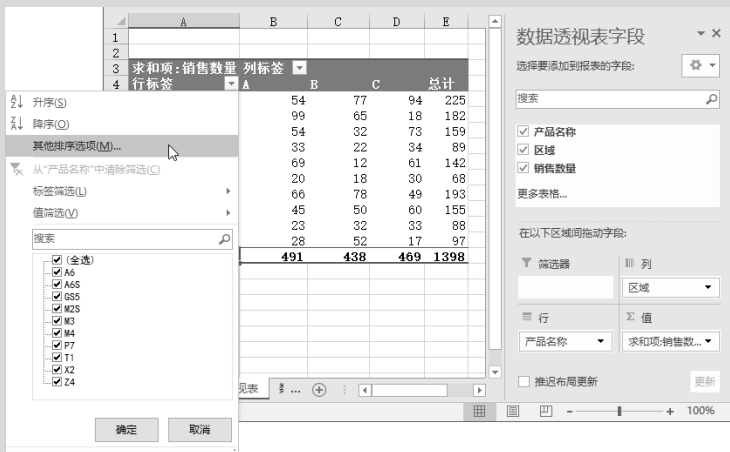 A B C D E
1
2
3 求和项:销售数量 列标签
4 行标签 A B C 总计
54 77 94 225
99 65 18 182
54 32 73 159
33 22 34 89
69 12 61 142
20 18 30 68
66 78 49 193
45 50 60 155
23 32 33 88
28 52 17 97
491 438 469 1398
升序(S)
降序(O)
其他排序选项(M)...
从"产品名称"中清除筛选(C)
标签筛选(L)
值筛选(V)
搜索
(全选)
A6
A6S
GS5
M2S
M3
M4
P7
T1
X2
Z4
确定 取消
见表 ...
数据透视表字段
选择要添加到报表的字段:
搜索
产品名称
区域
销售数量
更多表格...
在以下区域间拖动字段:
筛选器 列
区域
行 Σ 值
产品名称 求和项:销售数...
推迟布局更新 更新
- + 100%